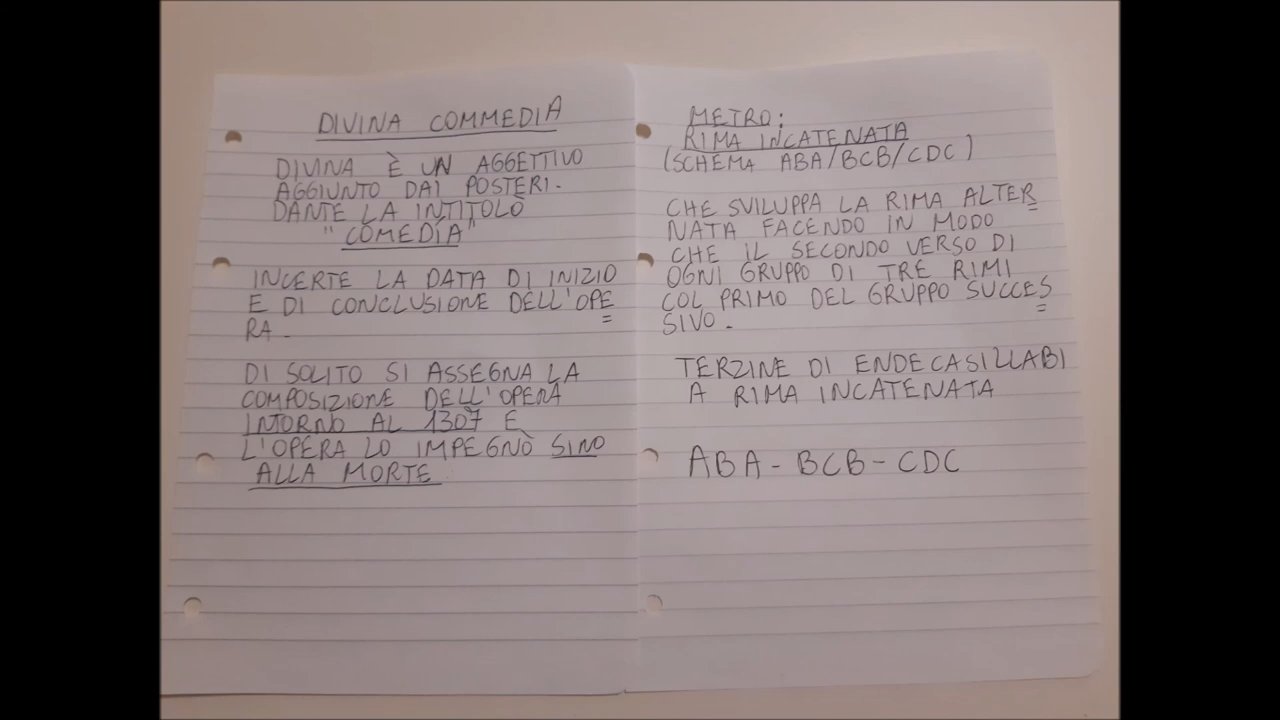 DIVINA COMMEDIA
DIVINA È UN AGGETTIVO
AGGIUNTO DAI POSTERI.
DANTE LA INTITOLÒ
"COMEDÌA"
INCERTE LA DATA DI INIZIO
E DI CONCLUSIONE DELL'OPE
RA.
DI SOLITO SI ASSEGNA LA
COMPOSIZIONE DELL'OPERA
INTORNO AL 1307 E
L'OPERA LO IMPEGNÒ SINO
ALLA MORTE
METRO:
RIMA INCATENATA
(SCHEMA ABA/BCB/CDC)
CHE SVILUPPA LA RIMA ALTER
NATA FACENDO IN MODO
CHE IL SECONDO VERSO DI
OGNI GRUPPO DI TRE RIMI
COL PRIMO DEL GRUPPO SUCCES
SIVO.
TERZINE DI ENDECASILLABI
A RIMA INCATENATA
ABA - BCB - CDC